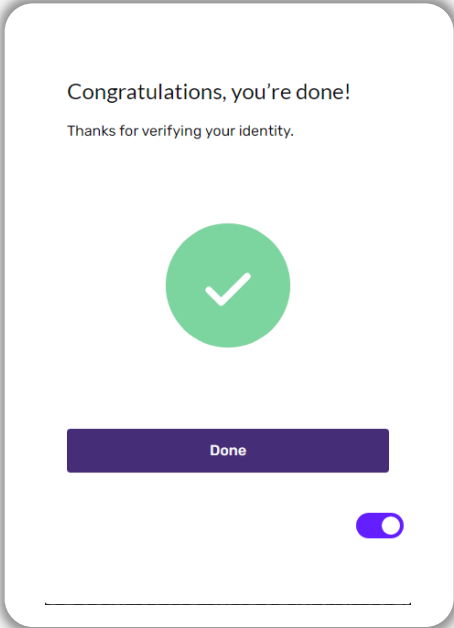 Congratulations, you’re done!
Thanks for verifying your identity.
Done